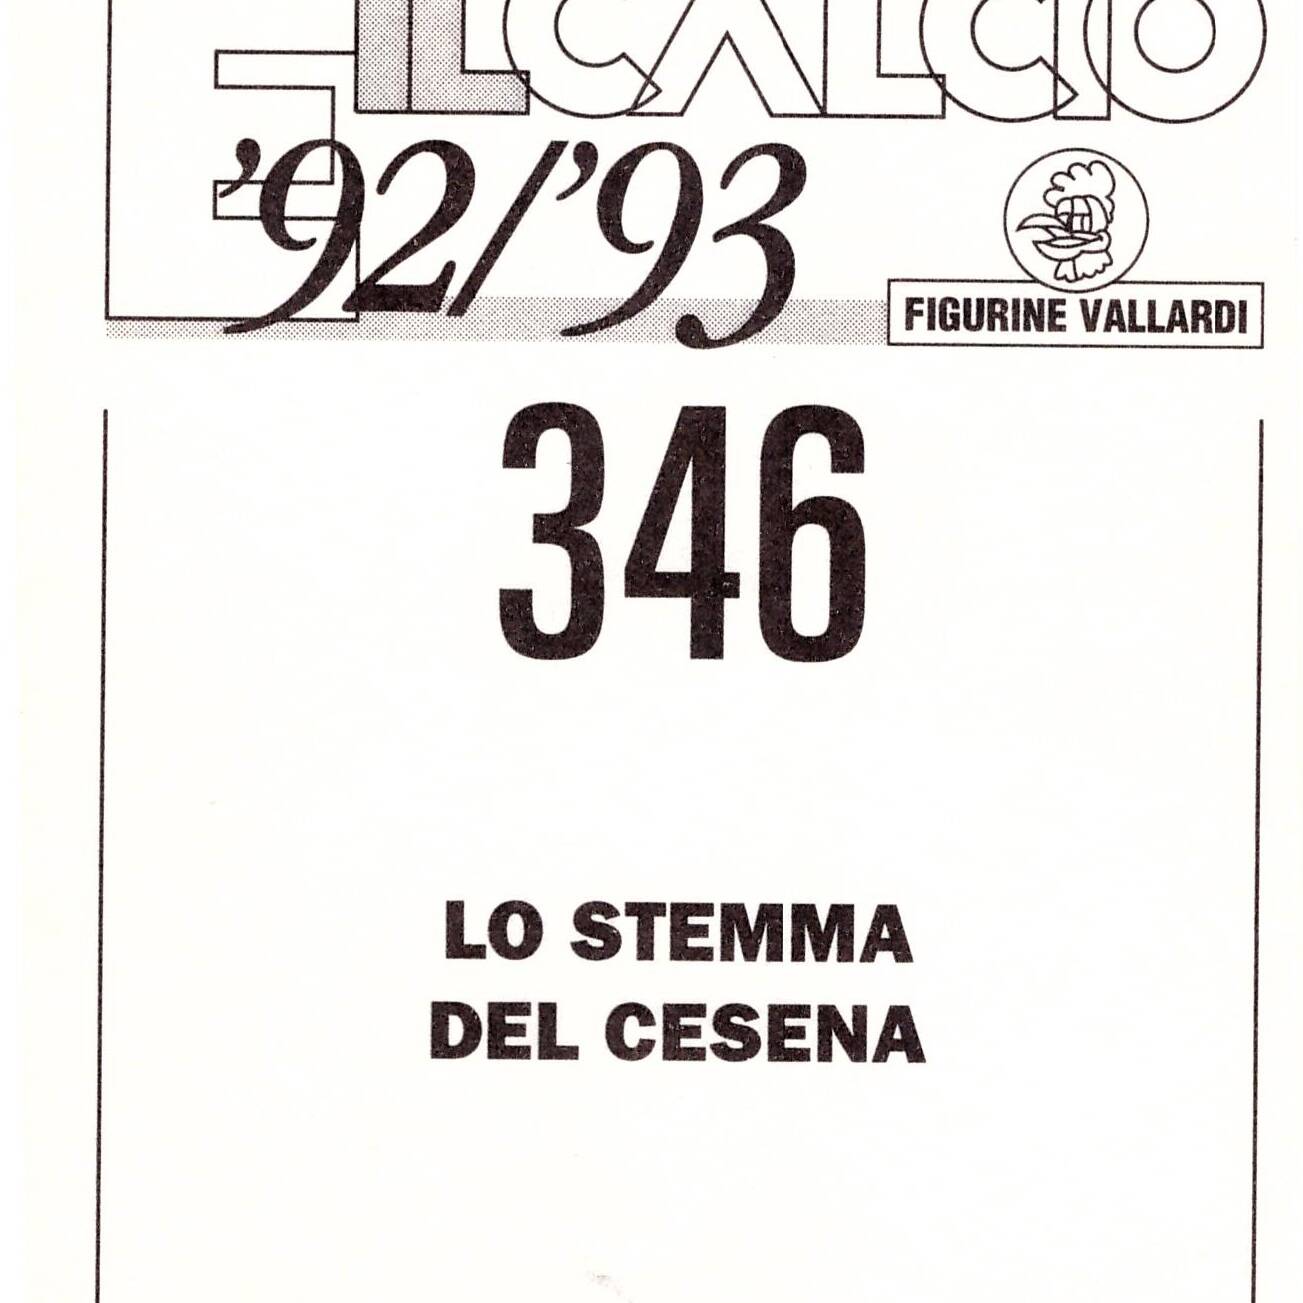 IL CALCIO
'92/'93
FIGURINE VALLARDI
346
LO STEMMA
DEL CESENA